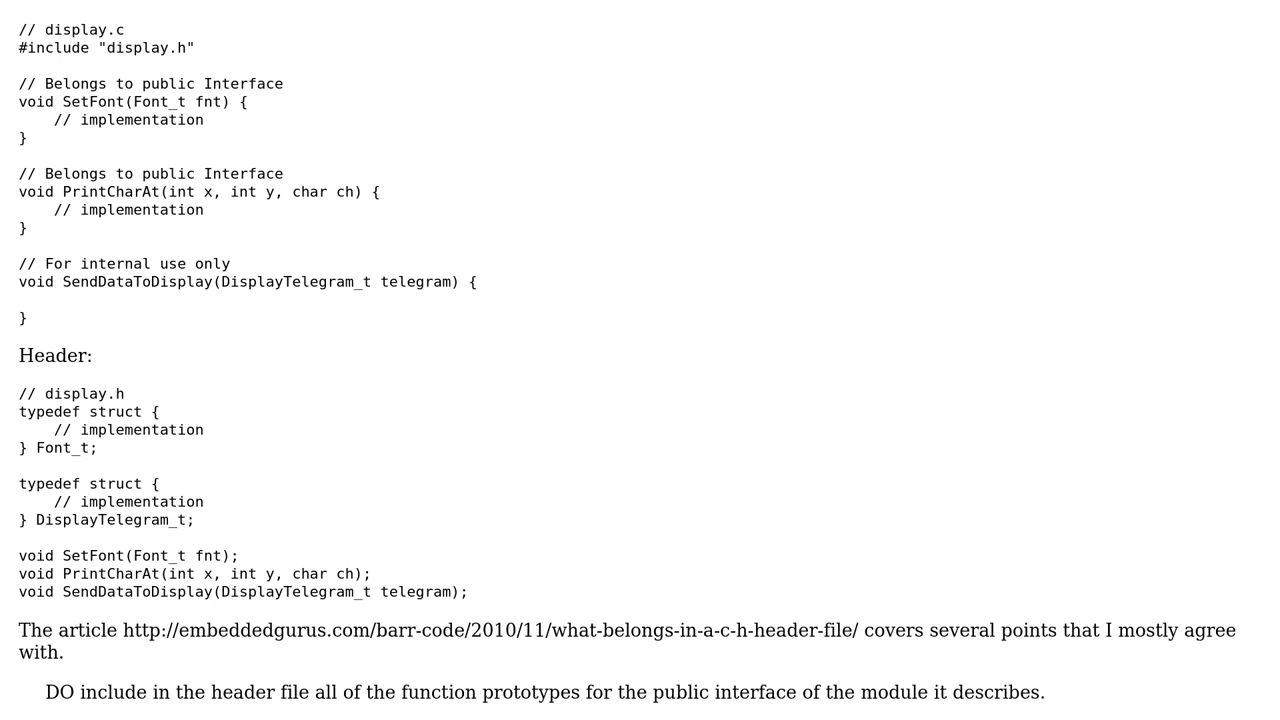 // display.c
#include "display.h"
// Belongs to public Interface
void SetFont(Font_t fnt) {
    // implementation
}
// Belongs to public Interface
void PrintCharAt(int x, int y, char ch) {
    // implementation
}
// For internal use only
void SendDataToDisplay(DisplayTelegram_t telegram) {
}
Header:
// display.h
typedef struct {
    // implementation
} Font_t;
typedef struct {
    // implementation
} DisplayTelegram_t;
void SetFont(Font_t fnt);
void PrintCharAt(int x, int y, char ch);
void SendDataToDisplay(DisplayTelegram_t telegram);
The article http://embeddedgurus.com/barr-code/2010/11/what-belongs-in-a-c-h-header-file/ covers several points that I mostly agree
with.
DO include in the header file all of the function prototypes for the public interface of the module it describes.